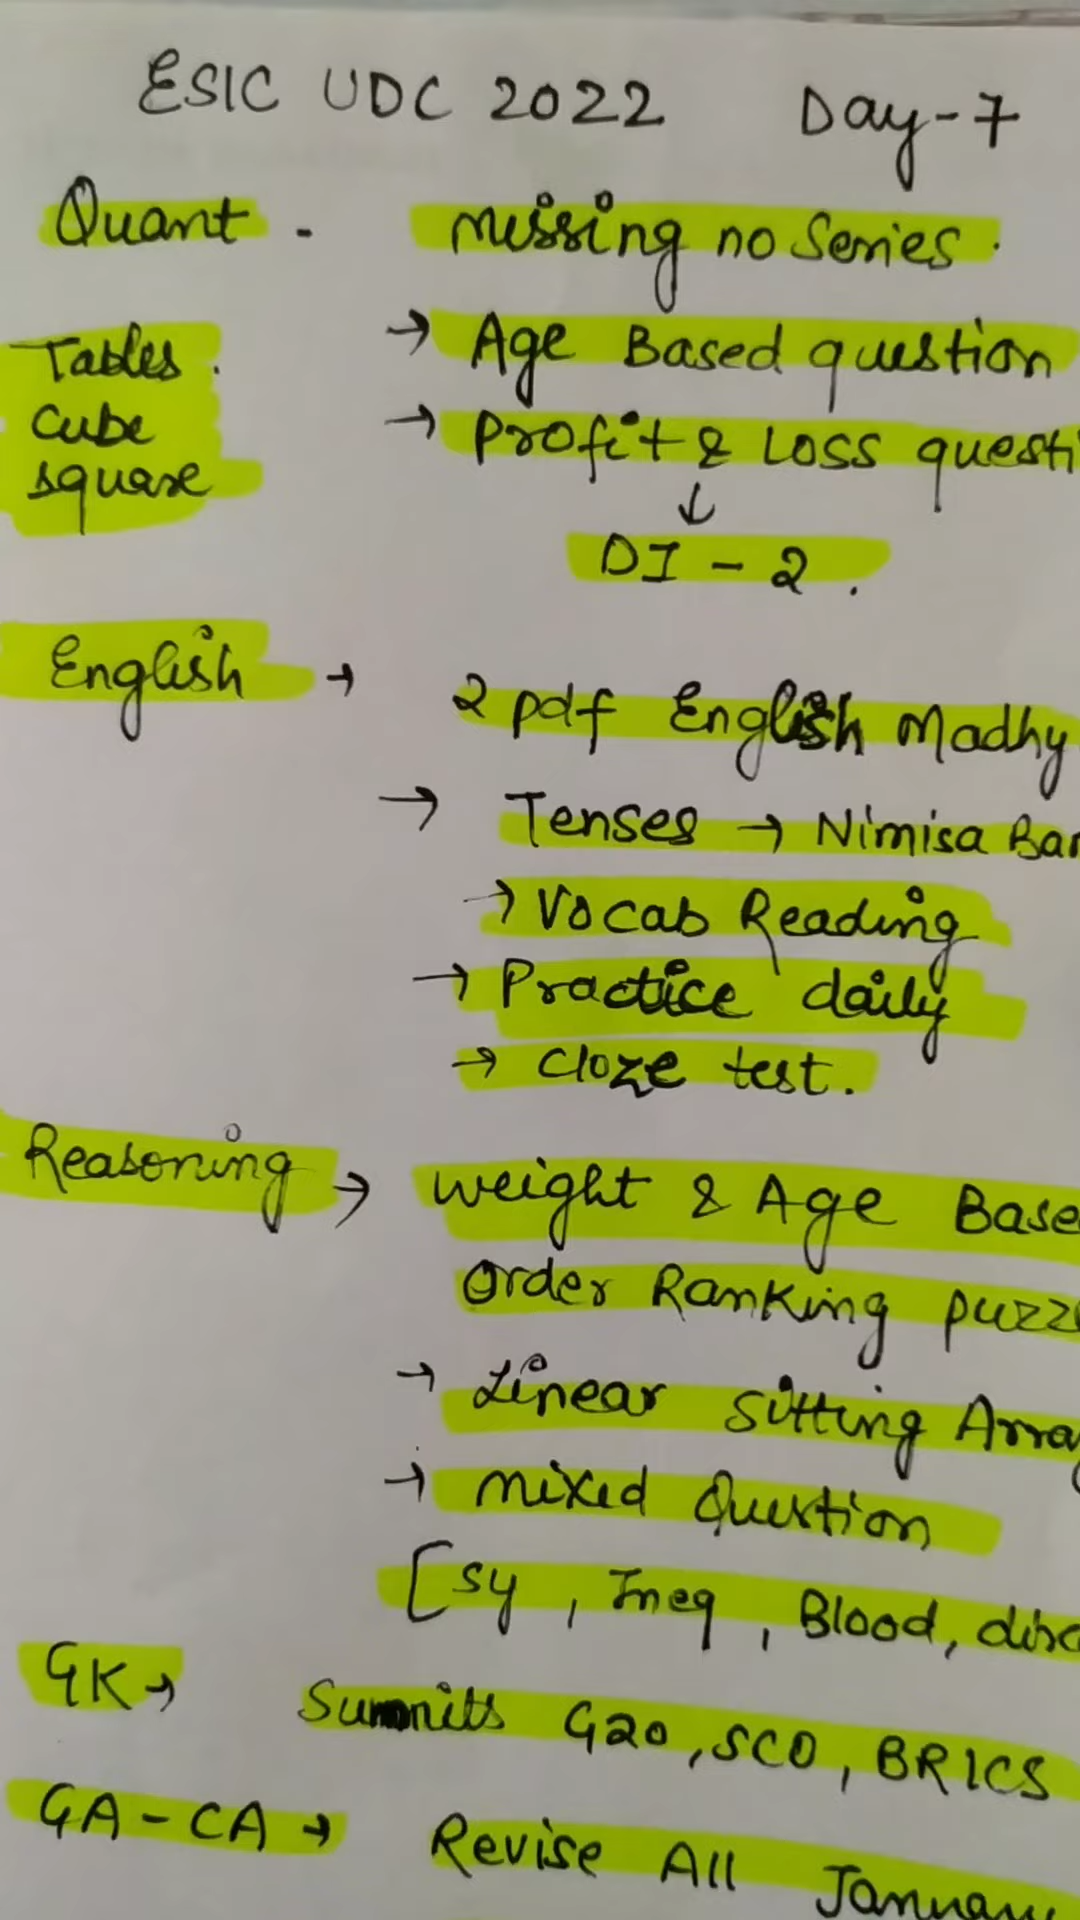 ESIC UDC 2022 Day-7
Quant - missing no Series.
→ Age Based question
Tables.
Cube
square
→ Profit & Loss questi
↓
DI - 2.
English → 2 pdf English Madhy
→ Tenses → Nimisa Ban
→ Vocab Reading
→ Practice daily
→ Cloze test.
Reasoning → weight & Age Base
Order Ranking puzz
→ Linear Sitting Arra
→ mixed Question
[sy, Ineq, Blood, disc
GK → Summits G20, SCO, BRICS
GA-CA → Revise All January